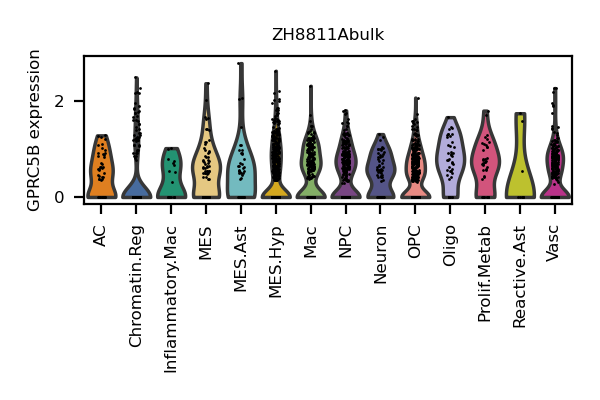 ZH8811Abulk
GPRC5B expression
2
0
AC
Chromatin.Reg
Inflammatory.Mac
MES
MES.Ast
MES.Hyp
Mac
NPC
Neuron
OPC
Oligo
Prolif.Metab
Reactive.Ast
Vasc